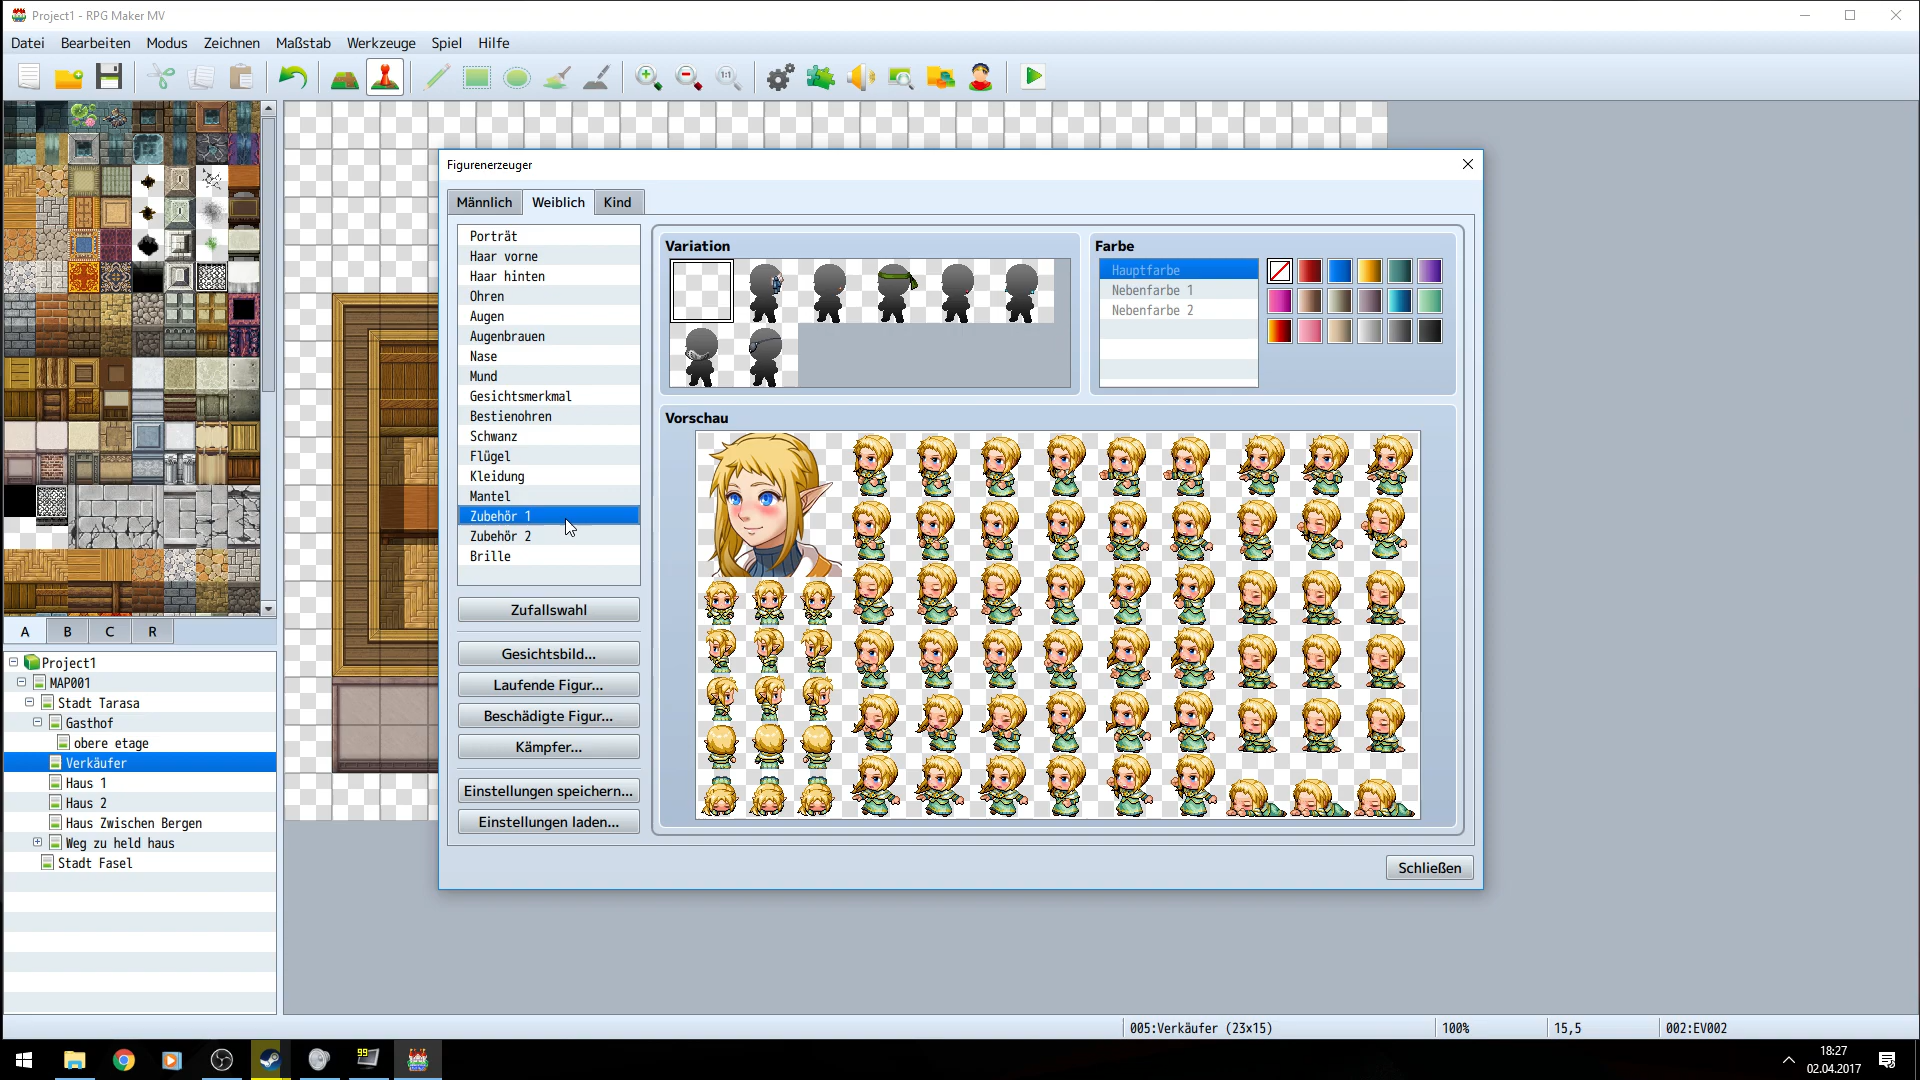 Project1 - RPG Maker MV
Datei Bearbeiten Modus Zeichnen Maßstab Werkzeuge Spiel Hilfe
1:1
Figurenerzeuger
Männlich Weiblich Kind
Porträt
Haar vorne
Haar hinten
Ohren
Augen
Augenbrauen
Nase
Mund
Gesichtsmerkmal
Bestienohren
Schwanz
Flügel
Kleidung
Mantel
Zubehör 1
Zubehör 2
Brille
Zufallswahl
Gesichtsbild...
Laufende Figur...
Beschädigte Figur...
Kämpfer...
Einstellungen speichern...
Einstellungen laden...
Variation
Farbe
Hauptfarbe
Nebenfarbe 1
Nebenfarbe 2
Vorschau
Schließen
A B C R
Project1
MAP001
Stadt Tarasa
Gasthof
obere etage
Verkäufer
Haus 1
Haus 2
Haus Zwischen Bergen
Weg zu held haus
Stadt Fasel
005:Verkäufer (23x15) 100% 15,5 002:EV002
99
18:27
02.04.2017